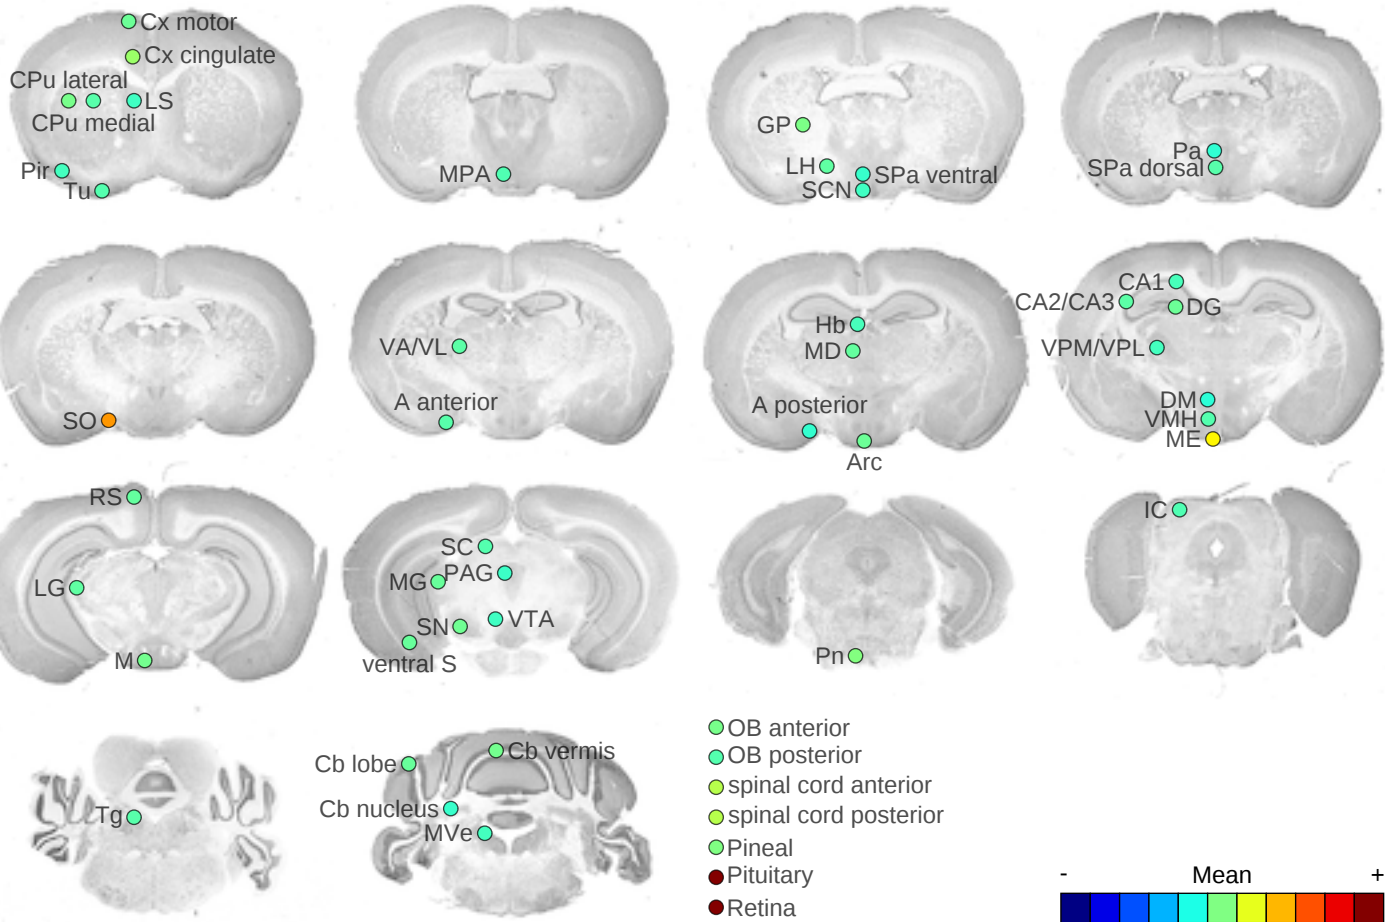 Cx motor
Cx cingulate
CPu lateral
LS
CPu medial
Pir
Tu
MPA
GP
LH
SPa ventral
SCN
Pa
SPa dorsal
SO
VA/VL
A anterior
Hb
MD
A posterior
Arc
CA1
CA2/CA3
DG
VPM/VPL
DM
VMH
ME
RS
LG
M
SC
MG
PAG
SN
VTA
ventral S
Pn
IC
Tg
Cb lobe
Cb vermis
Cb nucleus
MVe
OB anterior
OB posterior
spinal cord anterior
spinal cord posterior
Pineal
Pituitary
Retina
- Mean +